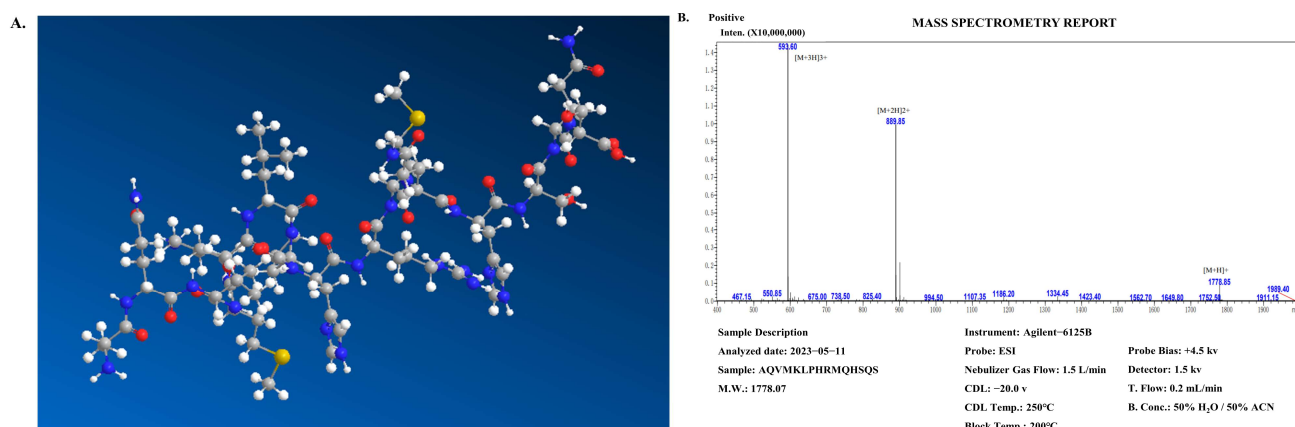 A.
B.
Positive
MASS SPECTROMETRY REPORT
Inten. (X10,000,000)
593.60
[M+3H]3+
[M+2H]2+
889.85
[M+H]+
1778.85
1.4
1.3
1.2
1.1
1.0
0.9
0.8
0.7
0.6
0.5
0.4
0.3
0.2
0.1
0.0
467.15 550.85 675.00 738.50 825.40 994.50 1107.35 1186.20 1334.45 1423.40 1562.70 1649.80 1752.50 1911.15 1989.40
400 500 600 700 800 900 1000 1100 1200 1300 1400 1500 1600 1700 1800 1900
Sample Description
Analyzed date: 2023-05-11
Sample: AQVMKLPHRMQHSQS
M.W.: 1778.07
Instrument: Agilent-6125B
Probe: ESI
Nebulizer Gas Flow: 1.5 L/min
CDL: -20.0 v
CDL Temp.: 250°C
Block Temp.: 200°C
Probe Bias: +4.5 kv
Detector: 1.5 kv
T. Flow: 0.2 mL/min
B. Conc.: 50% H₂O / 50% ACN